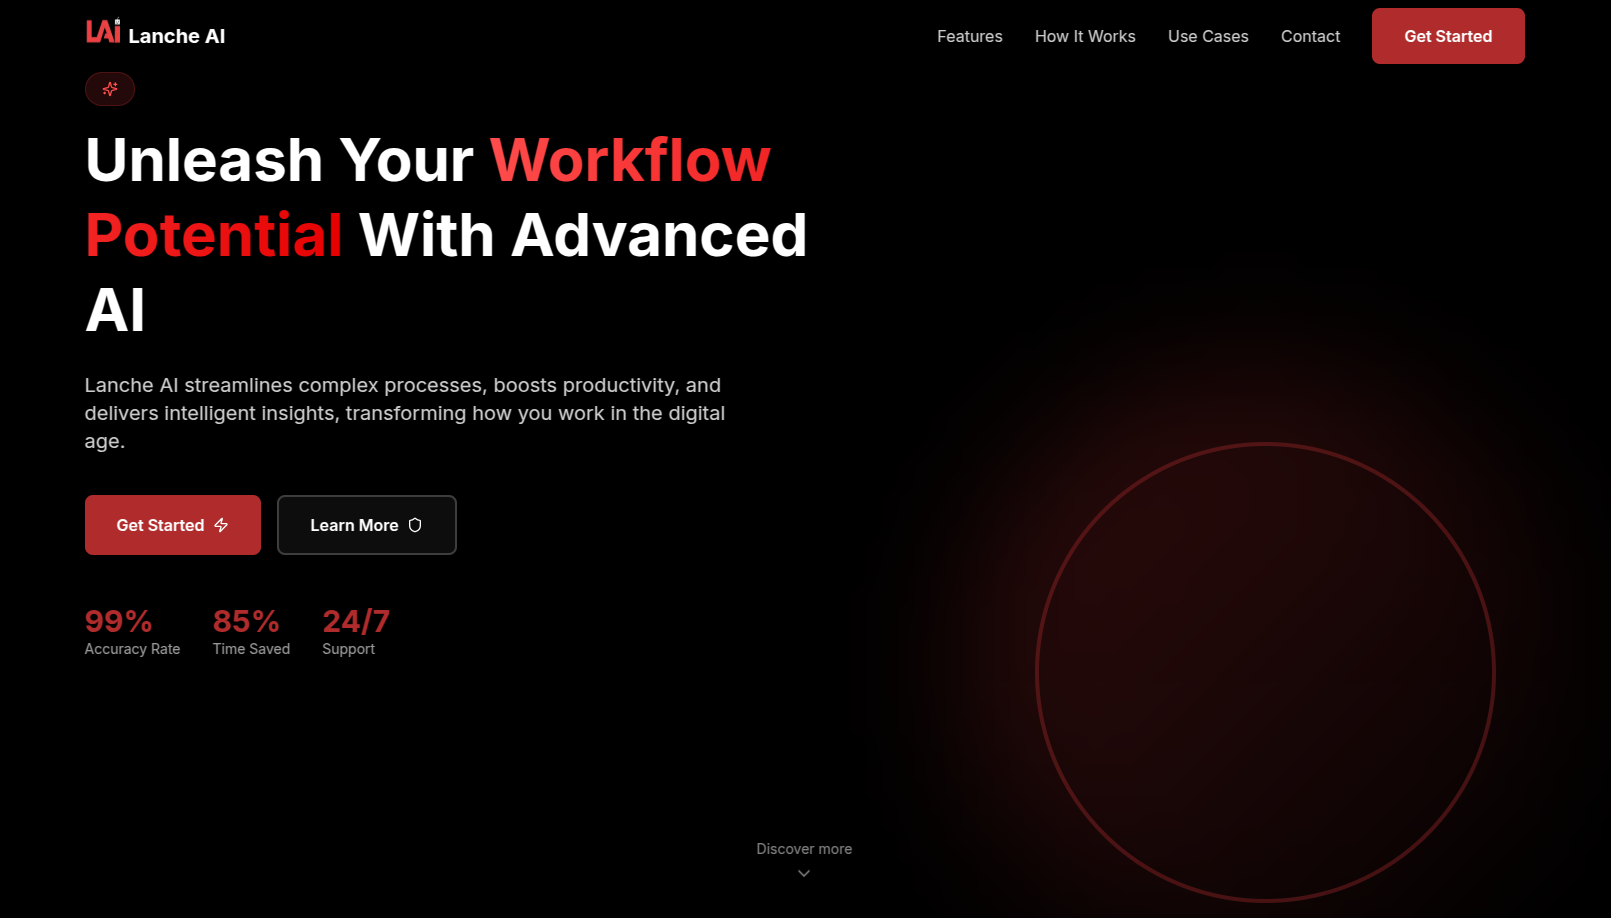 LAi Lanche AI
Features
How It Works
Use Cases
Contact
Get Started
Unleash Your Workflow
Potential With Advanced
AI
Lanche AI streamlines complex processes, boosts productivity, and
delivers intelligent insights, transforming how you work in the digital
age.
Get Started
Learn More
99%
Accuracy Rate
85%
Time Saved
24/7
Support
Discover more